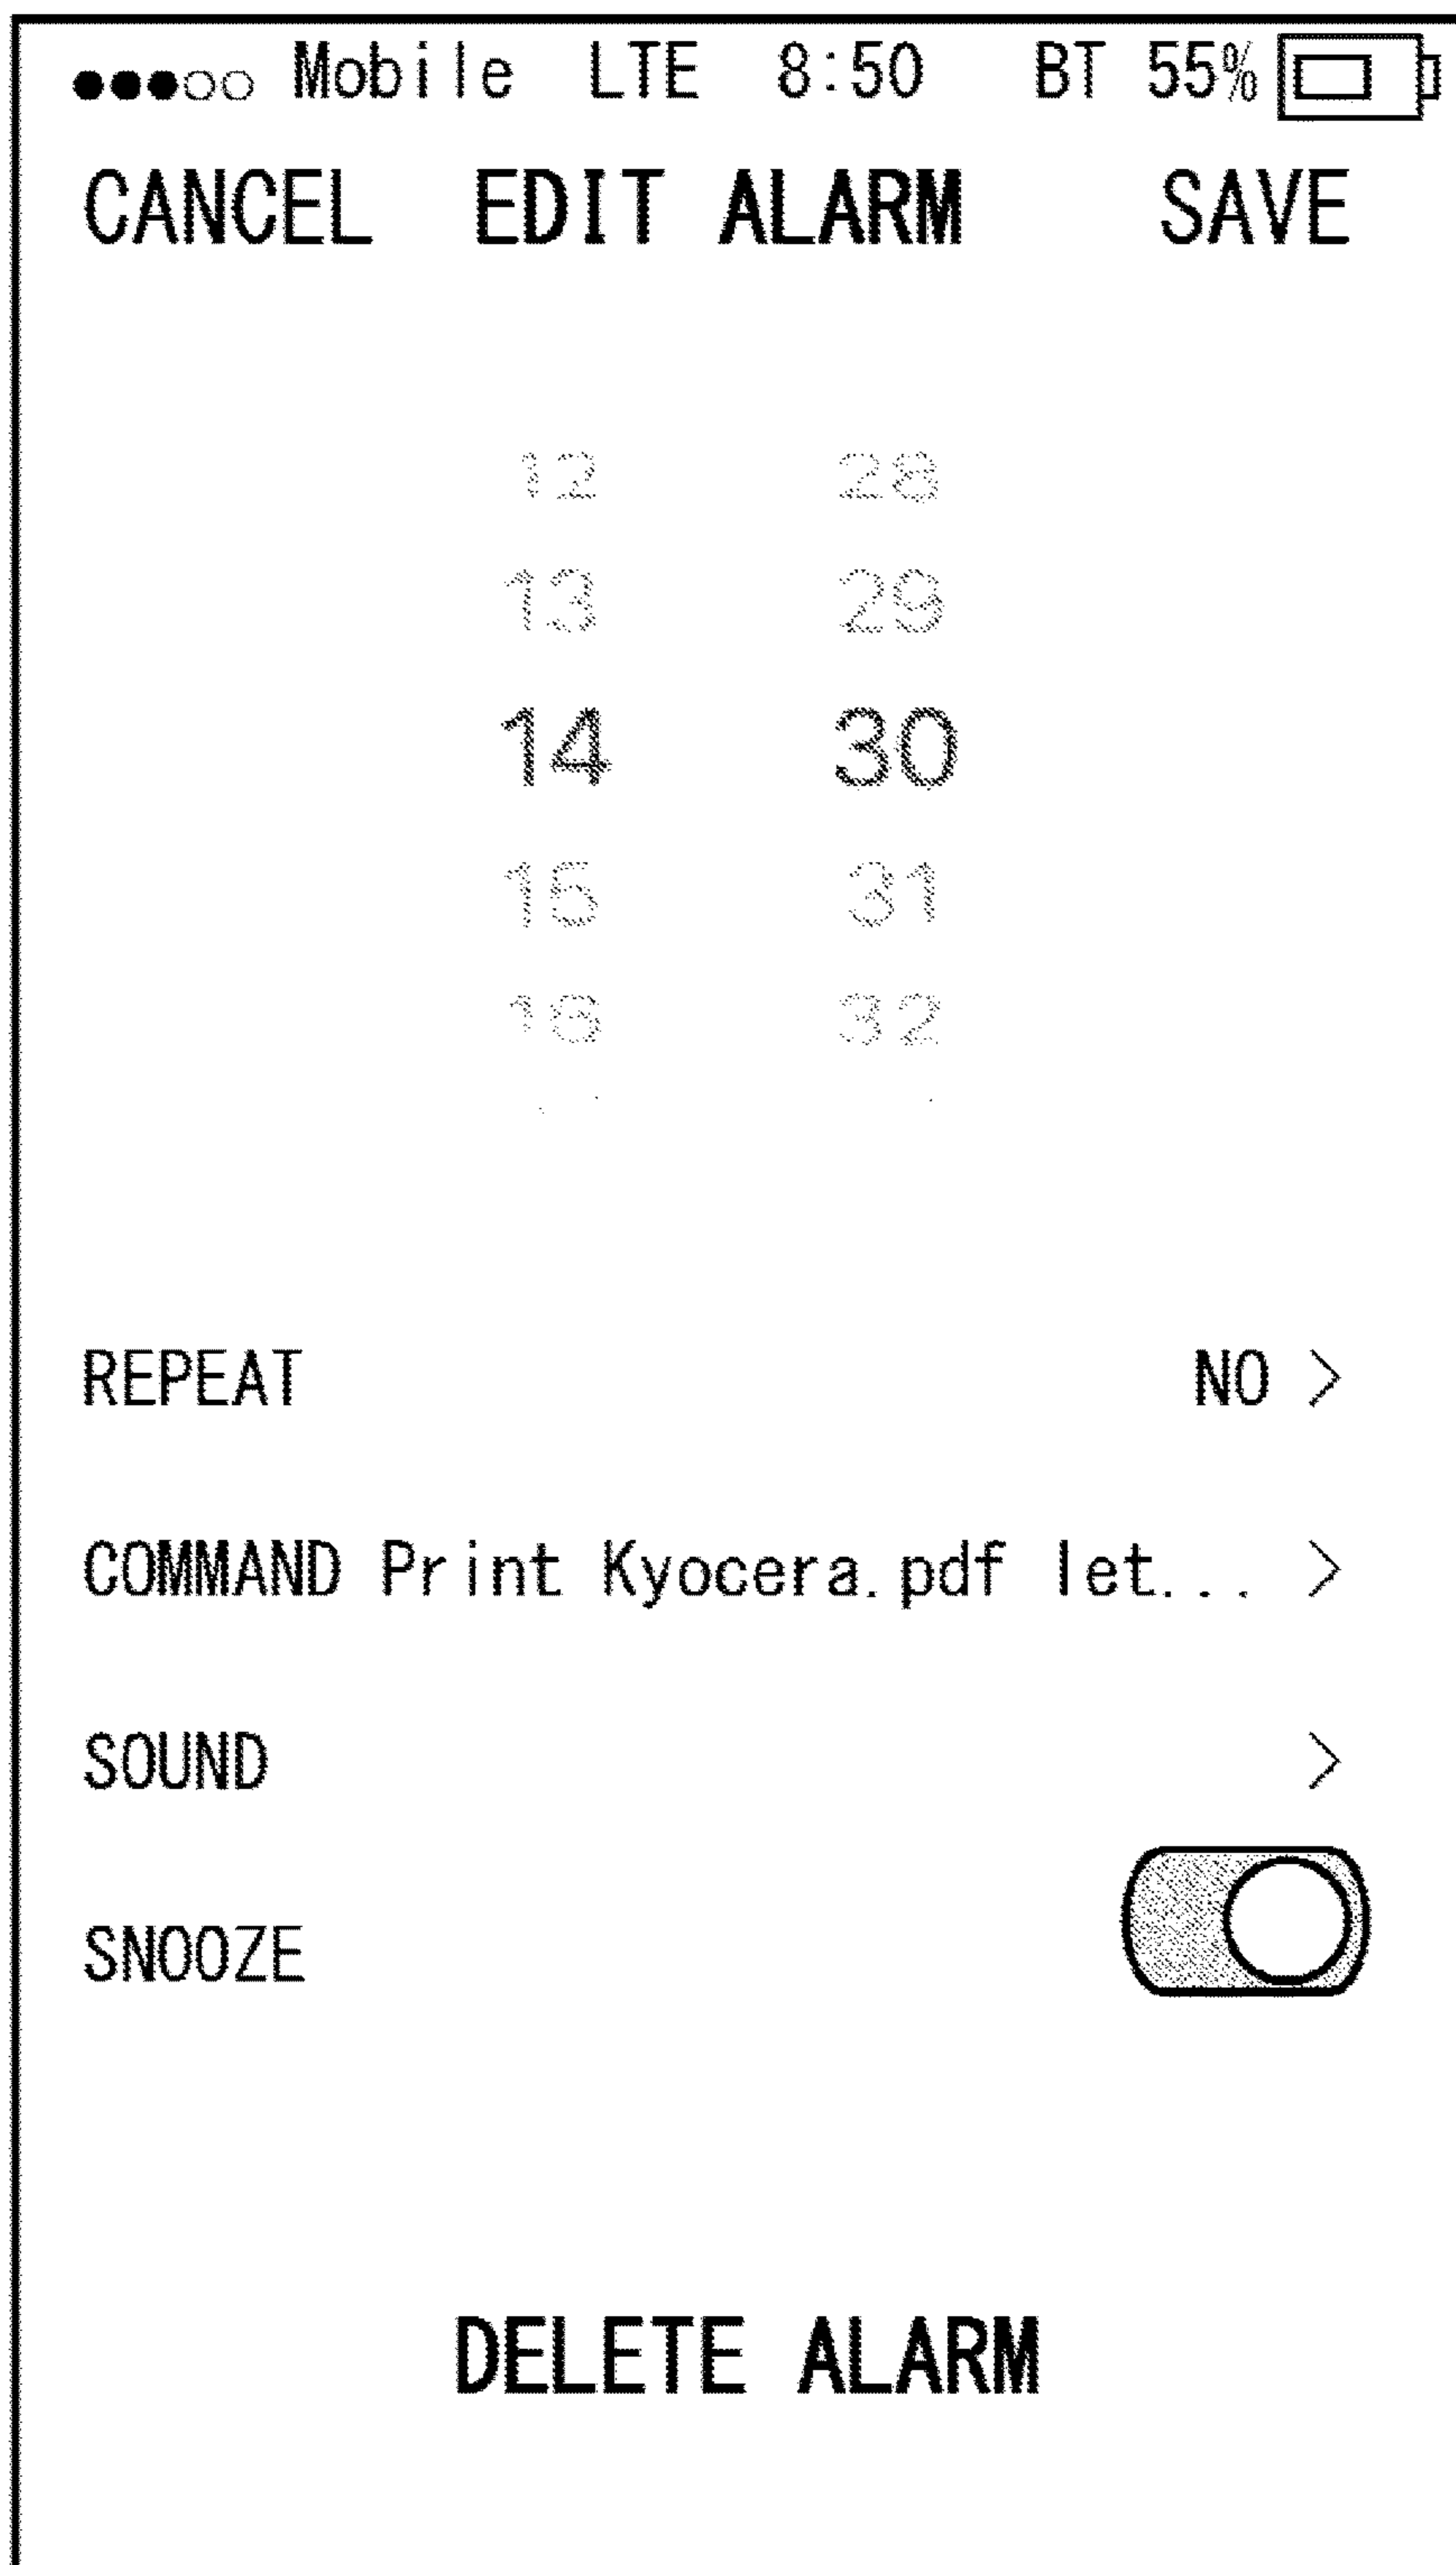 Mobile LTE 8:50 BT 55%
CANCEL EDIT ALARM SAVE
12 28
13 29
14 30
15 31
16 32
REPEAT NO >
COMMAND Print Kyocera.pdf let... >
SOUND >
SNOOZE
DELETE ALARM